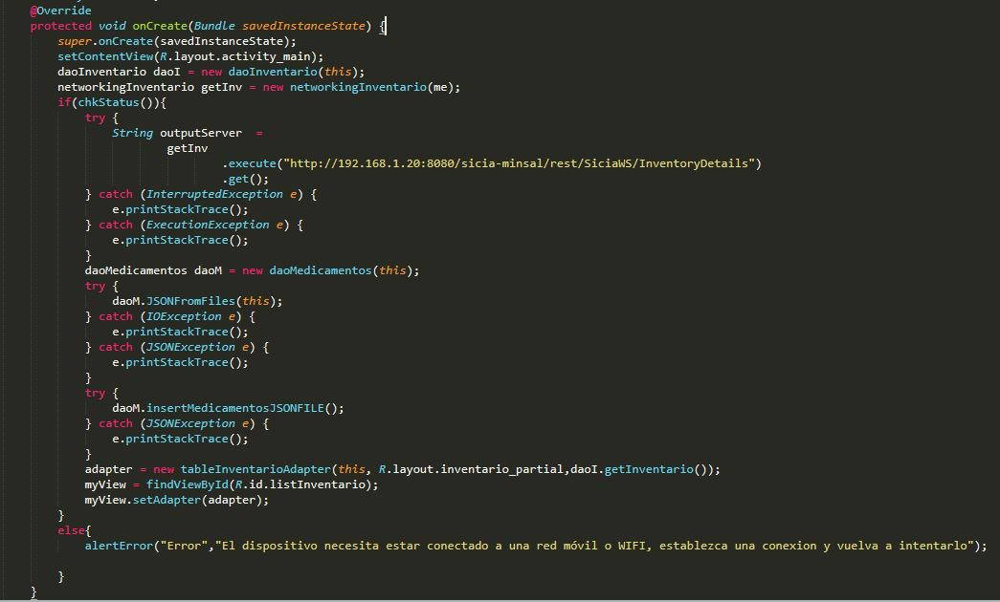 @Override
protected void onCreate(Bundle savedInstanceState) {
super.onCreate(savedInstanceState);
setContentView(R.layout.activity_main);
daoInventario daoI = new daoInventario(this);
networkingInventario getInv = new networkingInventario(me);
if(chkStatus()){
try {
String outputServer  =
getInv
.execute("http://192.168.1.20:8080/sicia-minsal/rest/SiciaWS/InventoryDetails")
.get();
} catch (InterruptedException e) {
e.printStackTrace();
} catch (ExecutionException e) {
e.printStackTrace();
}
daoMedicamentos daoM = new daoMedicamentos(this);
try {
daoM.JSONFromFiles(this);
} catch (IOException e) {
e.printStackTrace();
} catch (JSONException e) {
e.printStackTrace();
}
try {
daoM.insertMedicamentosJSONFILE();
} catch (JSONException e) {
e.printStackTrace();
}
adapter = new tableInventarioAdapter(this, R.layout.inventario_partial,daoI.getInventario());
myView = findViewById(R.id.listInventario);
myView.setAdapter(adapter);
}
else{
alertError("Error","El dispositivo necesita estar conectado a una red móvil o WIFI, establezca una conexion y vuelva a intentarlo");
}
}